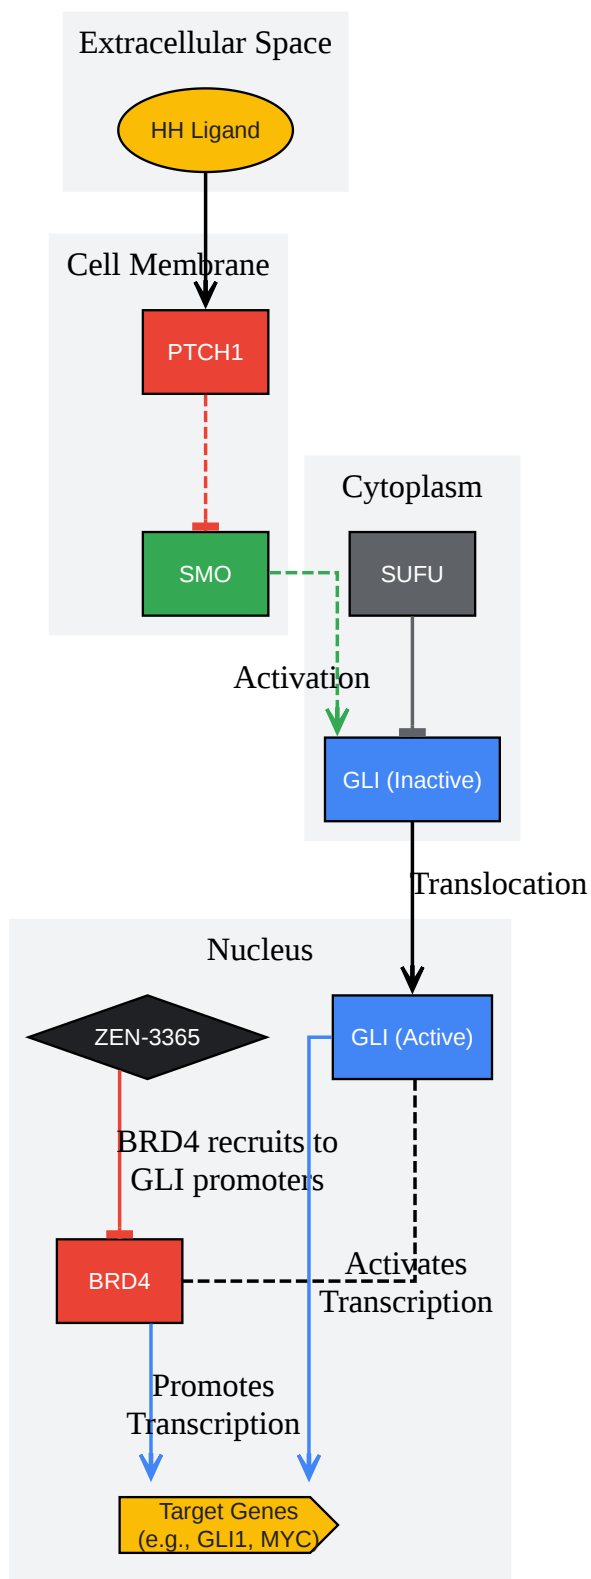 Extracellular Space
HH Ligand
Cell Membrane
PTCH1
Cytoplasm
SMO
SUFU
Activation
GLI (Inactive)
Translocation
Nucleus
ZEN-3365
GLI (Active)
BRD4 recruits to
GLI promoters
BRD4
Activates
Transcription
Promotes
Transcription
Target Genes
(e.g., GLI1, MYC)